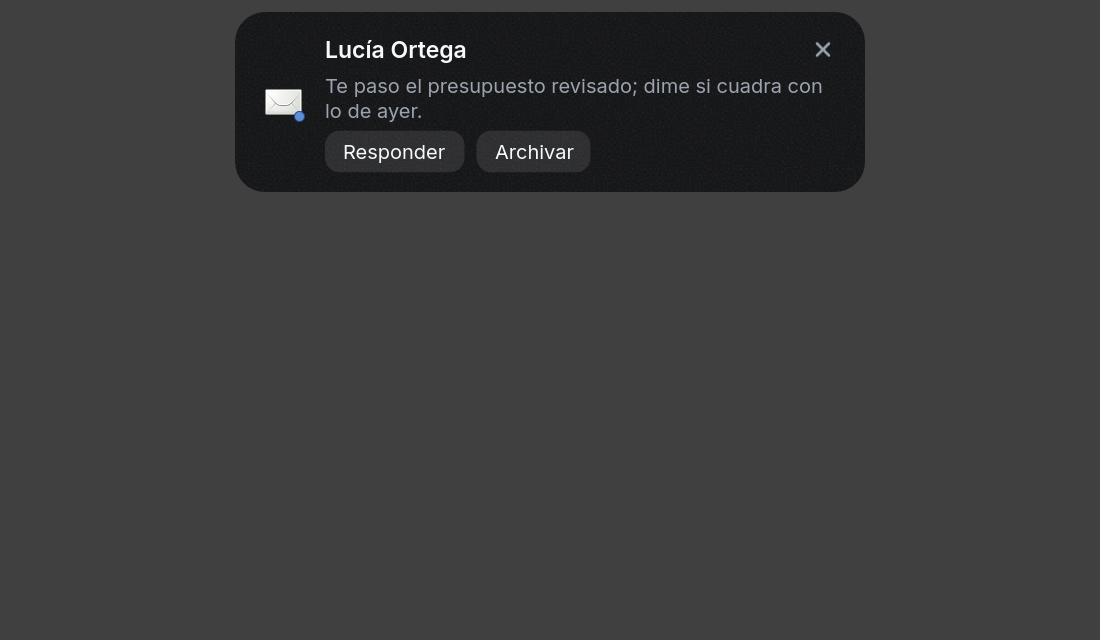 Lucía Ortega
Te paso el presupuesto revisado; dime si cuadra con
lo de ayer.
Responder
Archivar